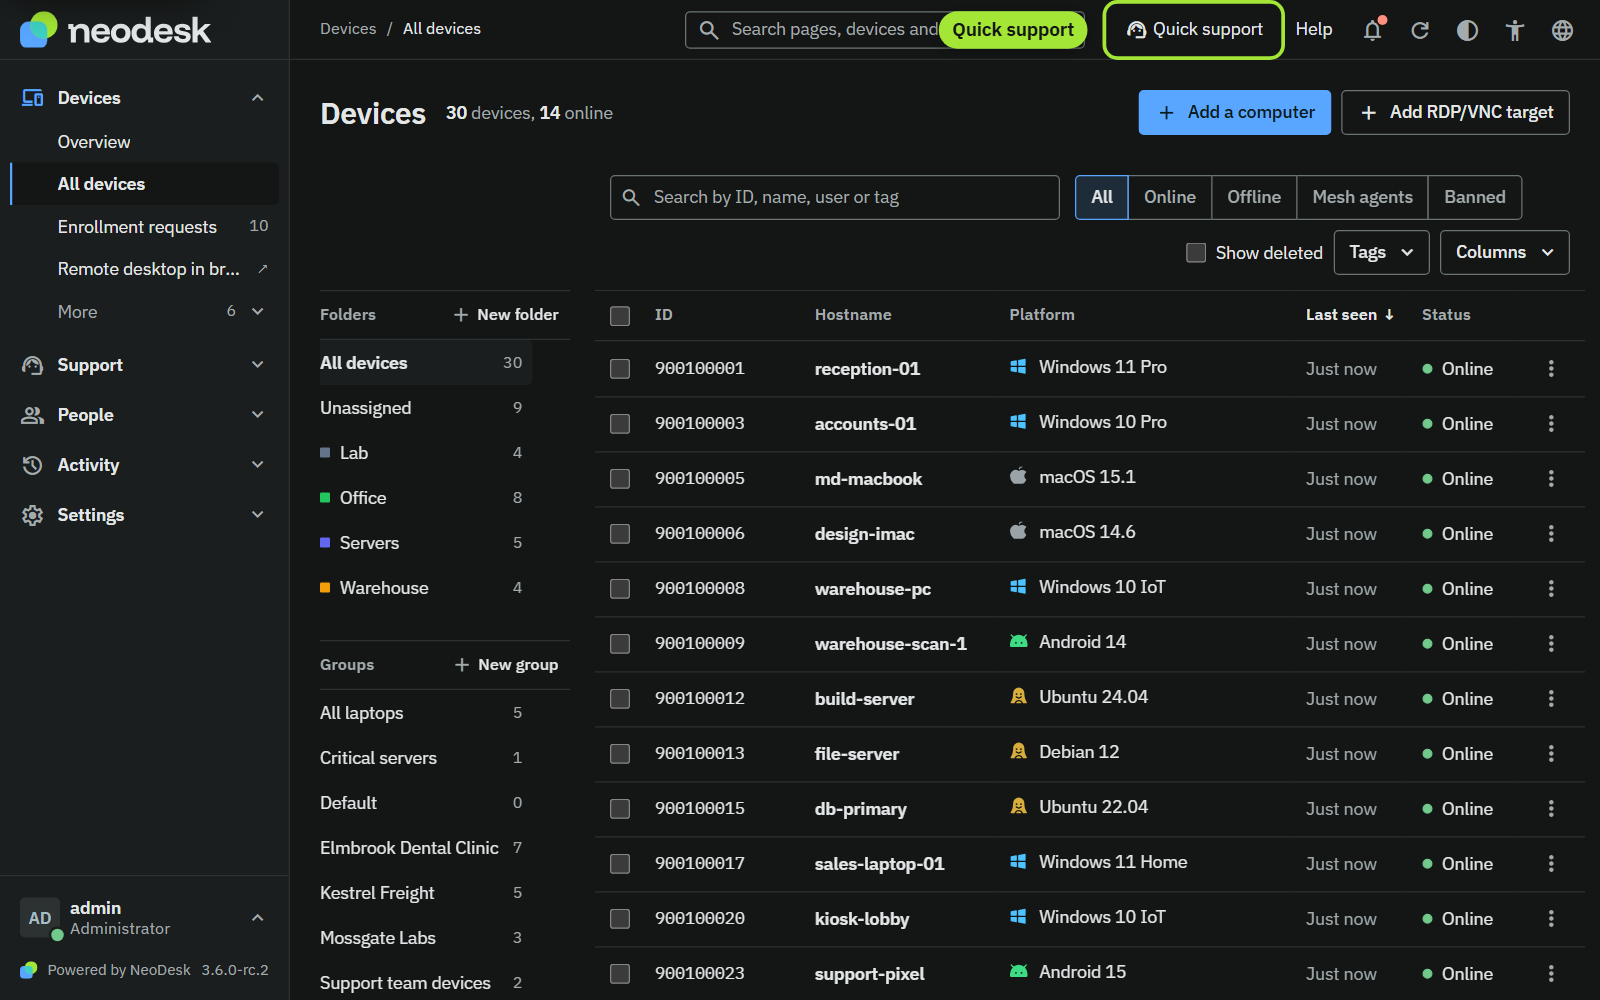 neodesk
Devices / All devices
Search pages, devices and
Quick support
Quick support
Help
Devices
Overview
All devices
Enrollment requests 10
Remote desktop in br... ↗
More 6
Support
People
Activity
Settings
AD
admin
Administrator
Powered by NeoDesk 3.6.0-rc.2
Devices 30 devices, 14 online
+ Add a computer
+ Add RDP/VNC target
Search by ID, name, user or tag
All Online Offline Mesh agents Banned
Show deleted Tags Columns
Folders + New folder
All devices 30
Unassigned 9
Lab 4
Office 8
Servers 5
Warehouse 4
Groups + New group
All laptops 5
Critical servers 1
Default 0
Elmbrook Dental Clinic 7
Kestrel Freight 5
Mossgate Labs 3
Support team devices 2
ID Hostname Platform Last seen ↓ Status
900100001 reception-01 Windows 11 Pro Just now Online
900100003 accounts-01 Windows 10 Pro Just now Online
900100005 md-macbook macOS 15.1 Just now Online
900100006 design-imac macOS 14.6 Just now Online
900100008 warehouse-pc Windows 10 IoT Just now Online
900100009 warehouse-scan-1 Android 14 Just now Online
900100012 build-server Ubuntu 24.04 Just now Online
900100013 file-server Debian 12 Just now Online
900100015 db-primary Ubuntu 22.04 Just now Online
900100017 sales-laptop-01 Windows 11 Home Just now Online
900100020 kiosk-lobby Windows 10 IoT Just now Online
900100023 support-pixel Android 15 Just now Online